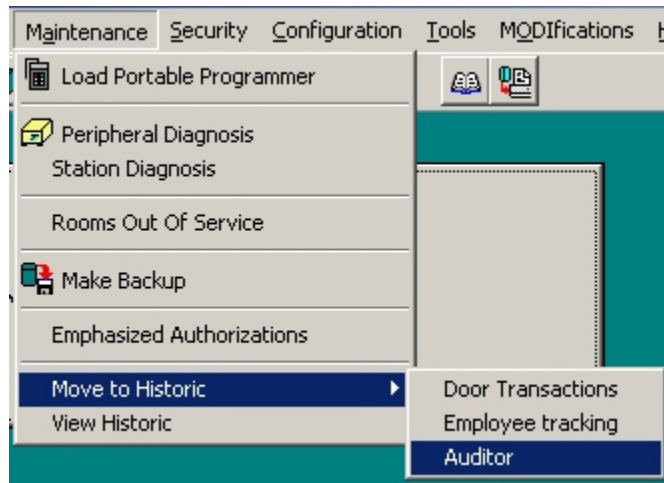 Maintenance Security Configuration Tools MODIfications
Load Portable Programmer
Peripheral Diagnosis
Station Diagnosis
Rooms Out Of Service
Make Backup
Emphasized Authorizations
Move to Historic
View Historic
Door Transactions
Employee tracking
Auditor